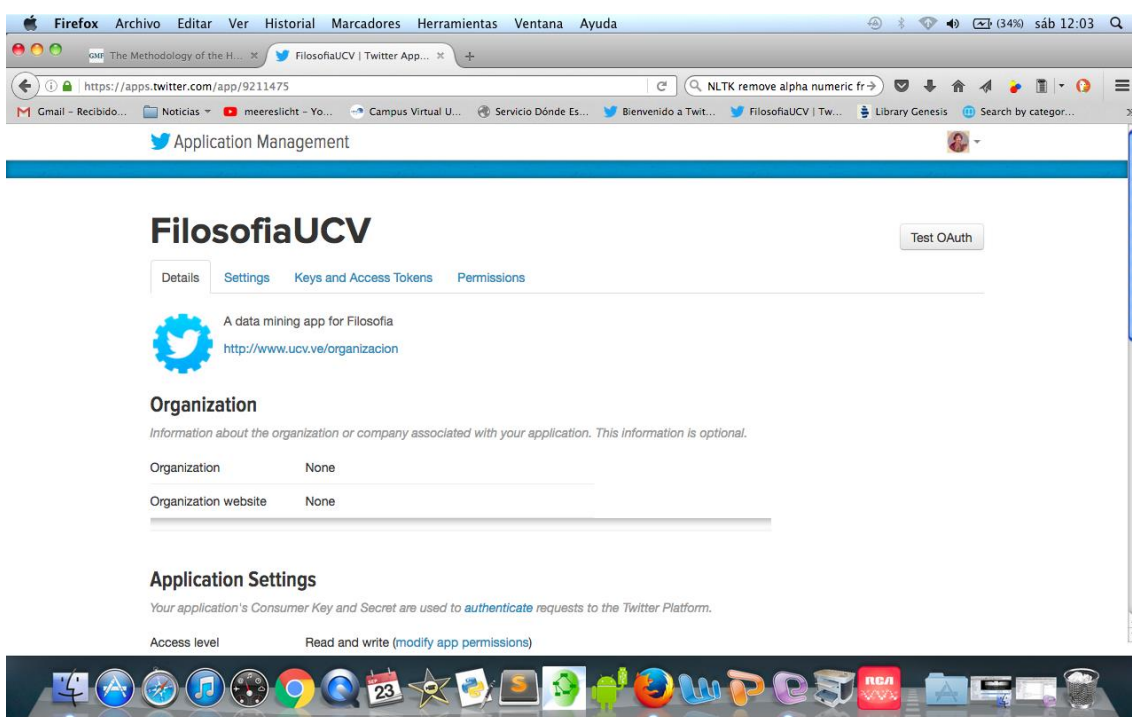 Firefox Archivo Editar Ver Historial Marcadores Herramientas Ventana Ayuda (34%) sáb 12:03
GMF The Methodology of the H... × FilosofiaUCV | Twitter App... × +
https://apps.twitter.com/app/9211475 NLTK remove alpha numeric fr
Gmail – Recibido... Noticias meereslicht – Yo... Campus Virtual U... Servicio Dónde Es... Bienvenido a Twit... FilosofiaUCV | Tw... Library Genesis Search by categor...
Application Management
FilosofiaUCV
Test OAuth
Details Settings Keys and Access Tokens Permissions
A data mining app for Filosofia
http://www.ucv.ve/organizacion
Organization
Information about the organization or company associated with your application. This information is optional.
Organization None
Organization website None
Application Settings
Your application's Consumer Key and Secret are used to authenticate requests to the Twitter Platform.
Access level Read and write (modify app permissions)
SEP
23
RCA